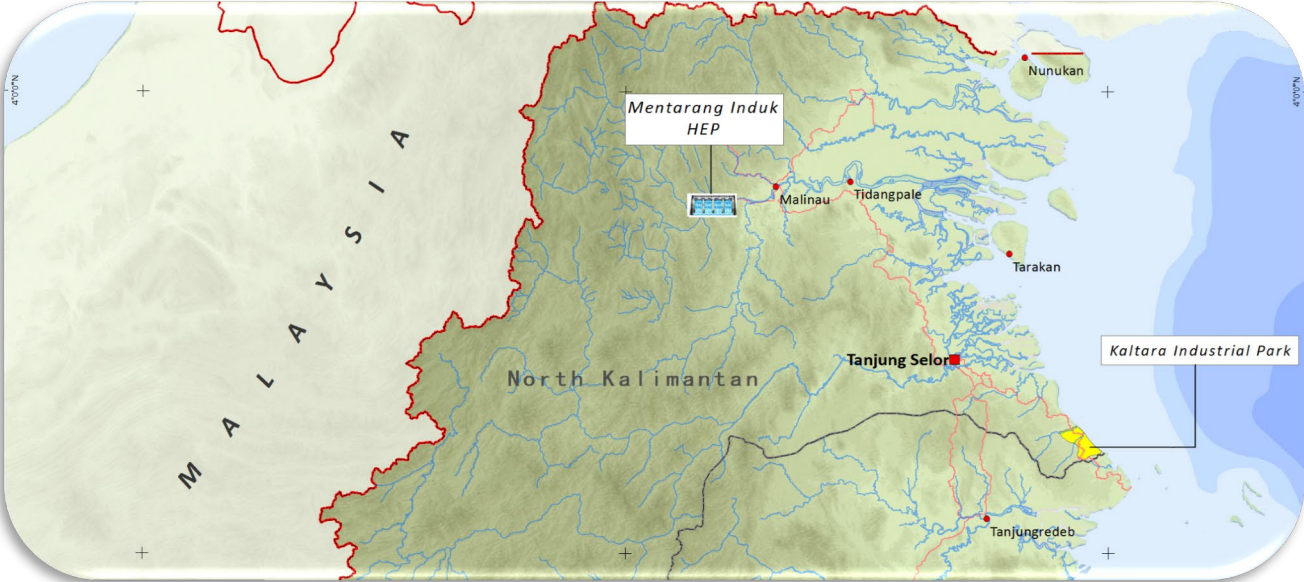 4°0'0"N
4°0'0"N
Nunukan
Mentarang Induk
HEP
Malinau
Tidangpale
MALAYSIA
Tarakan
Kaltara Industrial Park
Tanjung Selor
North Kalimantan
Tanjungredeb